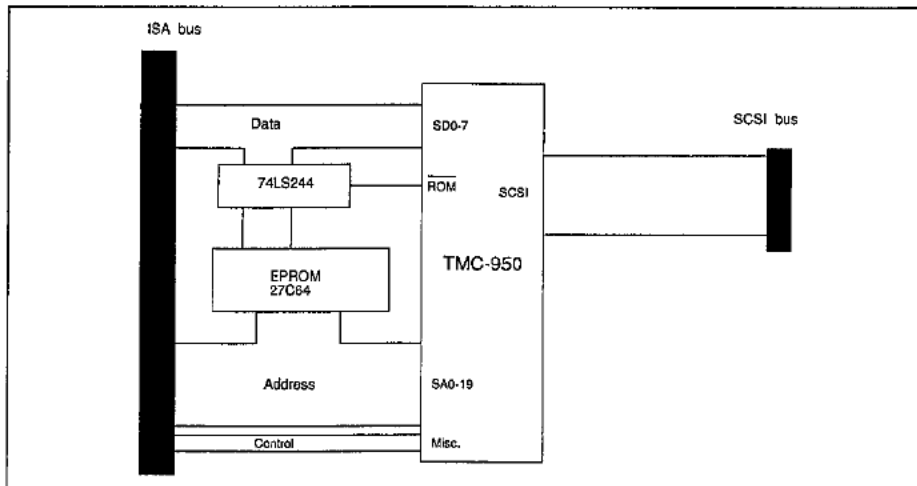 ISA bus
SCSI bus
Data
SD0-7
74LS244
ROM
SCSI
TMC-950
EPROM
27C64
Address
SA0-19
Control
Misc.